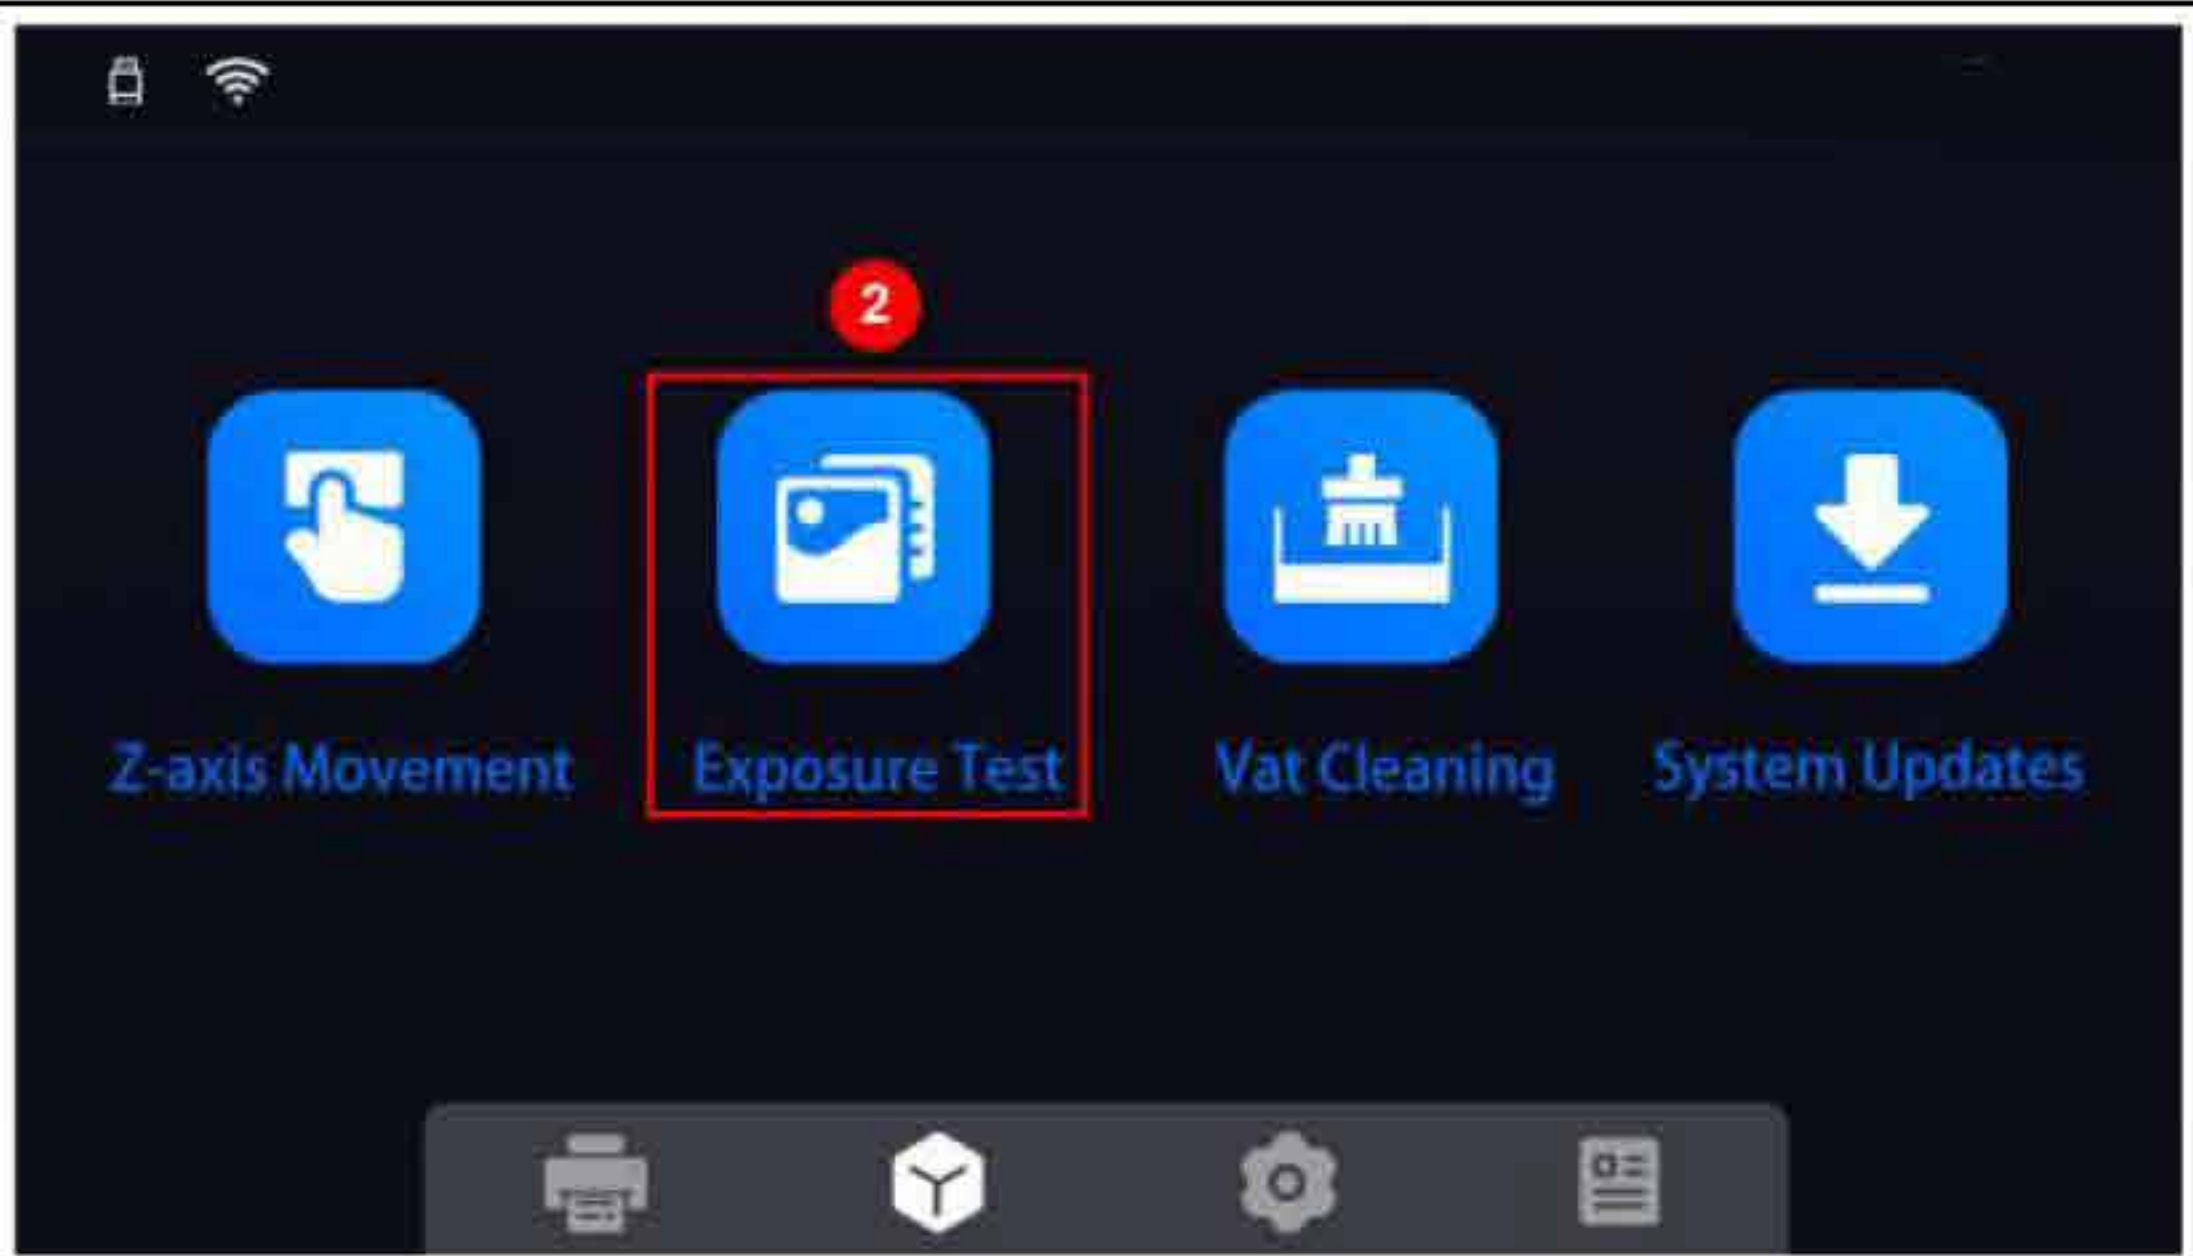 2
Z-axis Movement
Exposure Test
Vat Cleaning
System Updates